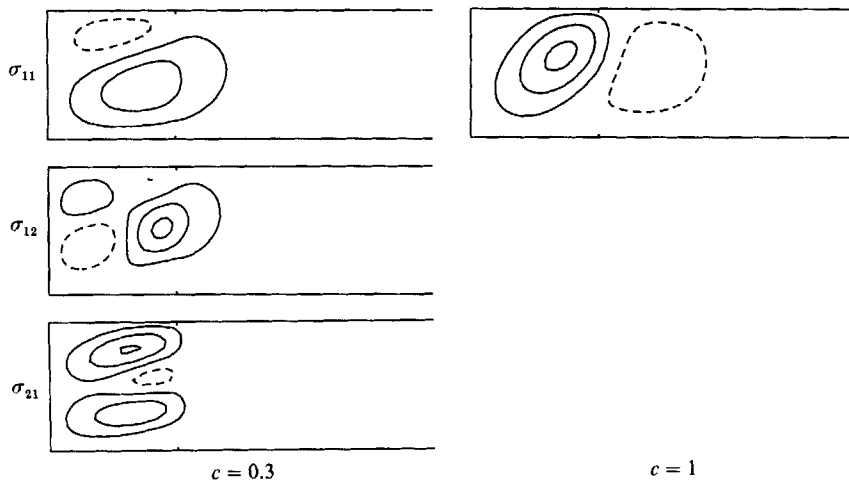 σ₁₁
σ₁₂
σ₂₁
c = 0.3
c = 1